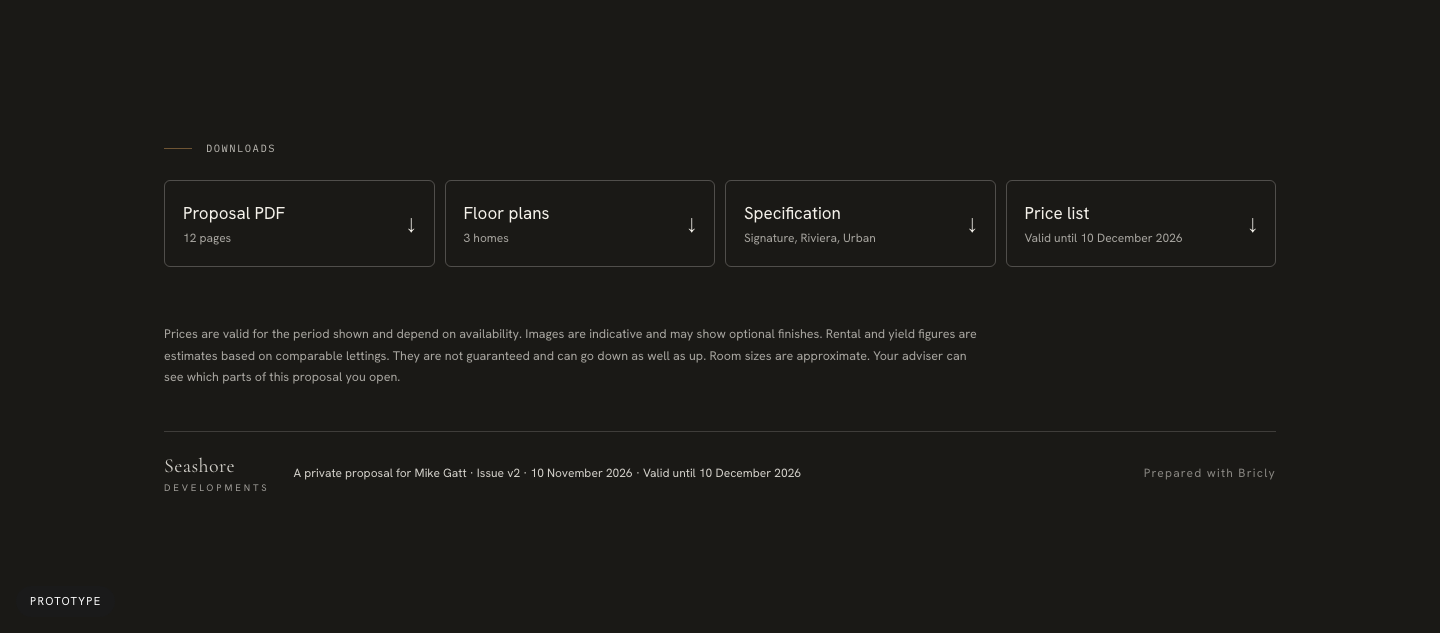 DOWNLOADS
Proposal PDF
12 pages
↓
Floor plans
3 homes
↓
Specification
Signature, Riviera, Urban
↓
Price list
Valid until 10 December 2026
↓
Prices are valid for the period shown and depend on availability. Images are indicative and may show optional finishes. Rental and yield figures are
estimates based on comparable lettings. They are not guaranteed and can go down as well as up. Room sizes are approximate. Your adviser can
see which parts of this proposal you open.
Seashore
DEVELOPMENTS
A private proposal for Mike Gatt · Issue v2 · 10 November 2026 · Valid until 10 December 2026
Prepared with Bricly
PROTOTYPE